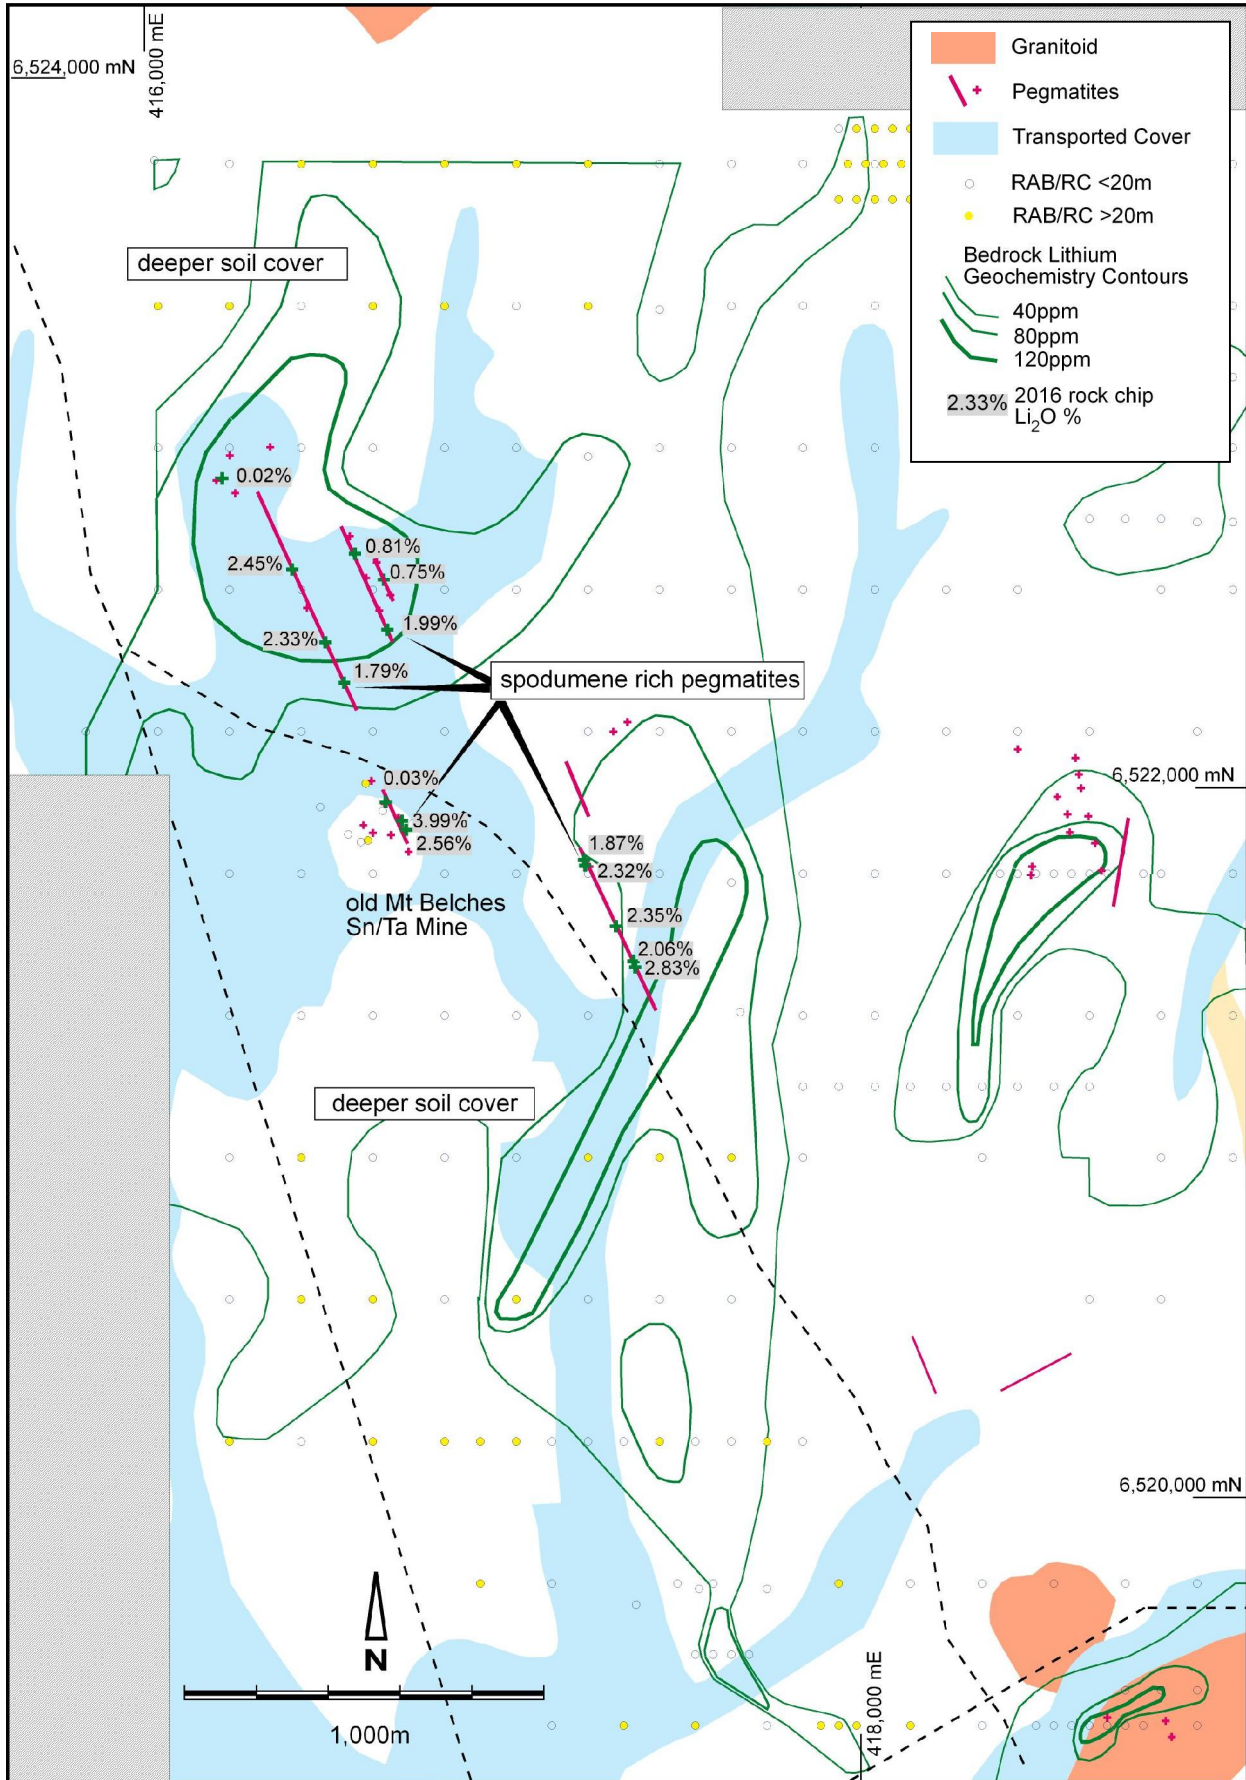 6,524,000 mN
416,000 mE
Granitoid
Pegmatites
Transported Cover
RAB/RC <20m
RAB/RC >20m
Bedrock Lithium
Geochemistry Contours
40ppm
80ppm
120ppm
2.33% 2016 rock chip
Li2O %
deeper soil cover
0.02%
2.45%
0.81%
0.75%
1.99%
2.33%
1.79%
spodumene rich pegmatites
0.03%
3.99%
2.56%
6,522,000 mN
1.87%
2.32%
2.35%
2.06%
2.83%
old Mt Belches
Sn/Ta Mine
deeper soil cover
6,520,000 mN
N
1,000m
418,000 mE